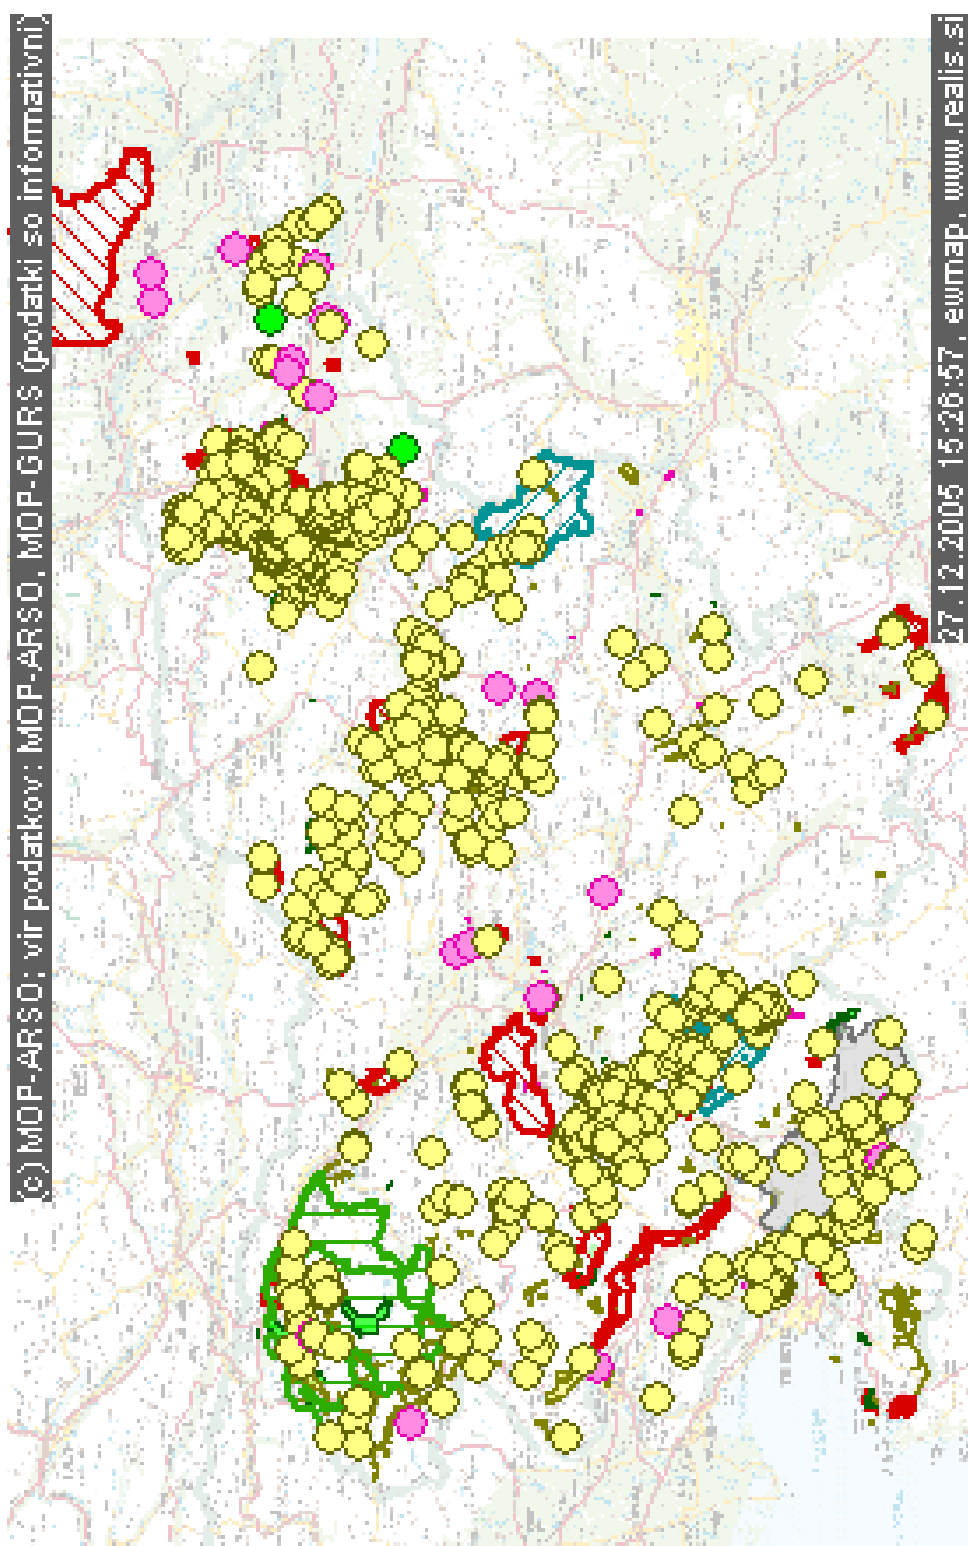 (c) MOP-ARSO; vir podatkov: MOP-ARSO, MOP-GURS (podatki so informativni)
27.12.2005 15:26:57, ewmap, www.realis.si